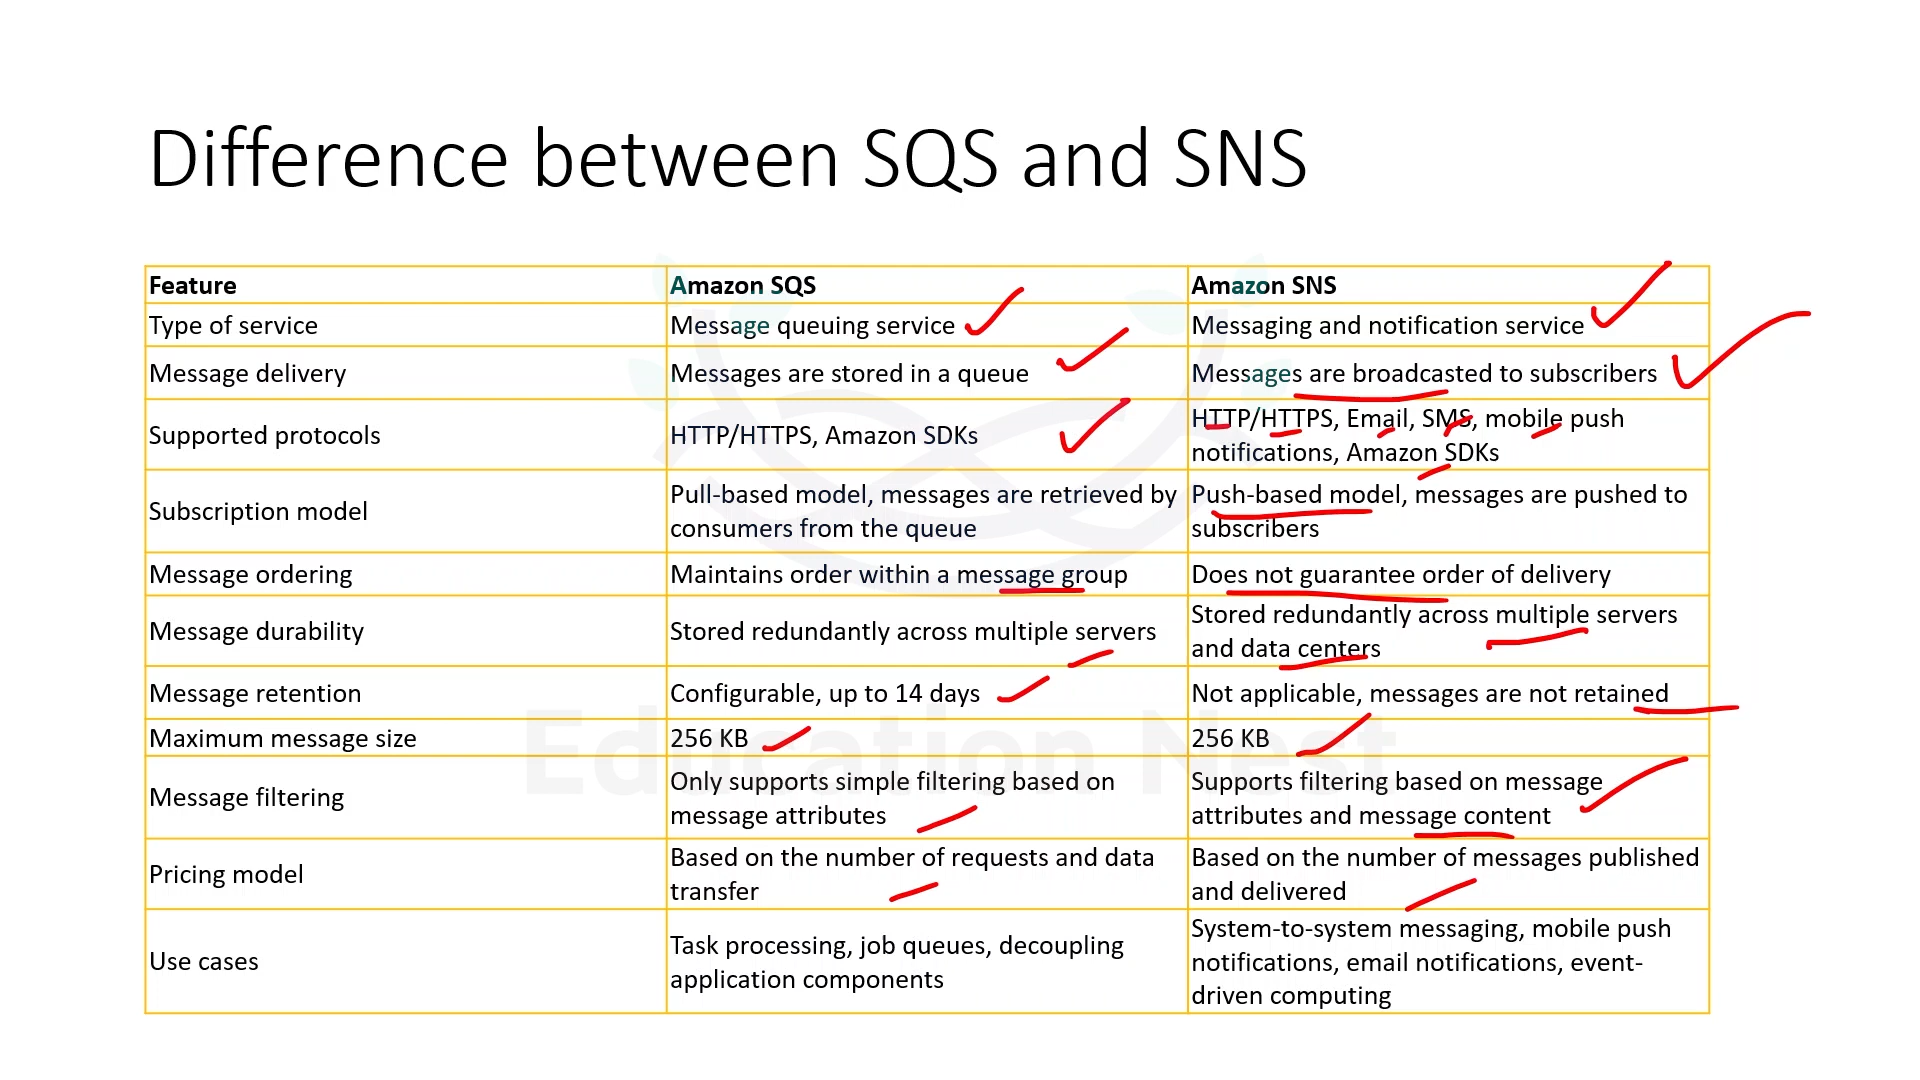 Difference between SQS and SNS
Feature Amazon SQS Amazon SNS
Type of service Message queuing service Messaging and notification service
Message delivery Messages are stored in a queue Messages are broadcasted to subscribers
Supported protocols HTTP/HTTPS, Amazon SDKs HTTP/HTTPS, Email, SMS, mobile push
notifications, Amazon SDKs
Subscription model Pull-based model, messages are retrieved by
consumers from the queue Push-based model, messages are pushed to
subscribers
Message ordering Maintains order within a message group Does not guarantee order of delivery
Message durability Stored redundantly across multiple servers Stored redundantly across multiple servers
and data centers
Message retention Configurable, up to 14 days Not applicable, messages are not retained
Maximum message size 256 KB 256 KB
Message filtering Only supports simple filtering based on
message attributes Supports filtering based on message
attributes and message content
Pricing model Based on the number of requests and data
transfer Based on the number of messages published
and delivered
Use cases Task processing, job queues, decoupling
application components System-to-system messaging, mobile push
notifications, email notifications, event-
driven computing
Education Nest